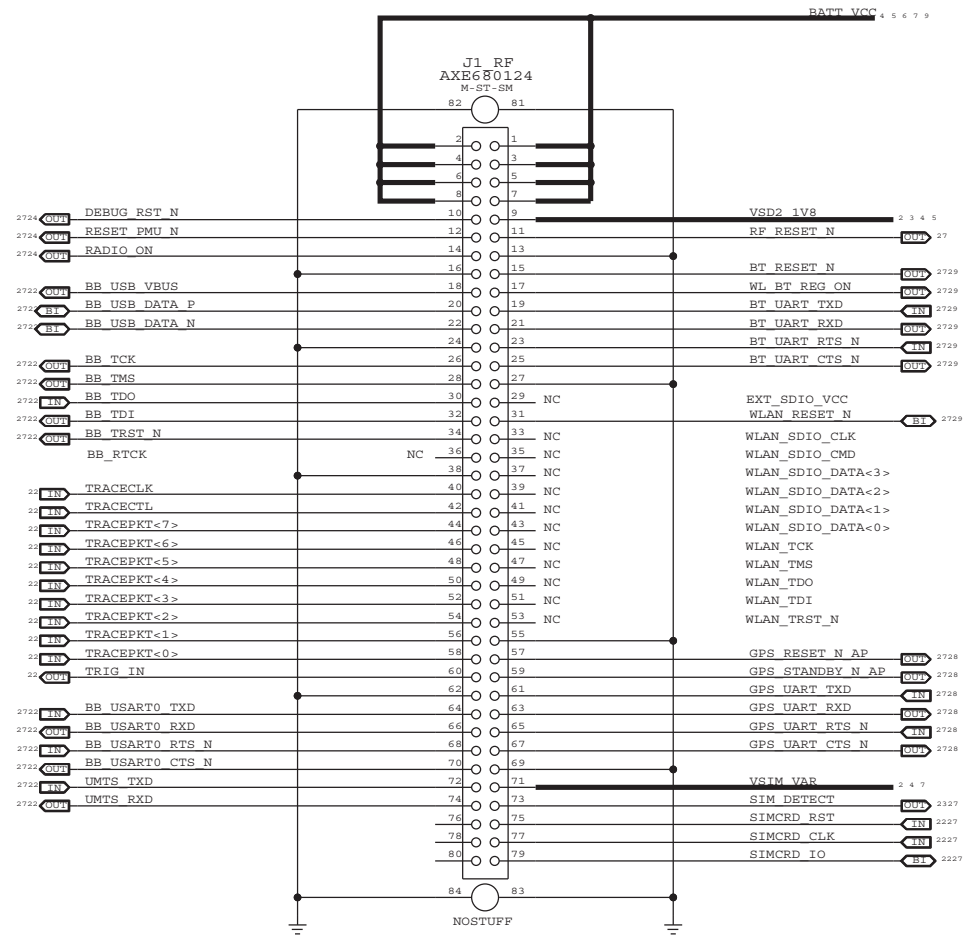 BATT_VCC 4 5 6 7 9
J1_RF
AXE680124
M-ST-SM
82 81
2 1
4 3
6 5
8 7
2724 OUT DEBUG_RST_N 10 9 VSD2_1V8 2 3 4 5
2724 OUT RESET_PMU_N 12 11 RF_RESET_N OUT 27
2724 OUT RADIO_ON 14 13
16 15 BT_RESET_N OUT 2729
2722 OUT BB_USB_VBUS 18 17 WL_BT_REG_ON OUT 2729
2722 BI BB_USB_DATA_P 20 19 BT_UART_TXD IN 2729
2722 BI BB_USB_DATA_N 22 21 BT_UART_RXD OUT 2729
24 23 BT_UART_RTS_N IN 2729
2722 OUT BB_TCK 26 25 BT_UART_CTS_N OUT 2729
2722 OUT BB_TMS 28 27
2722 IN BB_TDO 30 29 NC EXT_SDIO_VCC
2722 OUT BB_TDI 32 31 WLAN_RESET_N BI 2729
2722 OUT BB_TRST_N 34 33 NC WLAN_SDIO_CLK
BB_RTCK NC 36 35 NC WLAN_SDIO_CMD
38 37 NC WLAN_SDIO_DATA<3>
22 IN TRACECLK 40 39 NC WLAN_SDIO_DATA<2>
22 IN TRACECTL 42 41 NC WLAN_SDIO_DATA<1>
22 IN TRACEPKT<7> 44 43 NC WLAN_SDIO_DATA<0>
22 IN TRACEPKT<6> 46 45 NC WLAN_TCK
22 IN TRACEPKT<5> 48 47 NC WLAN_TMS
22 IN TRACEPKT<4> 50 49 NC WLAN_TDO
22 IN TRACEPKT<3> 52 51 NC WLAN_TDI
22 IN TRACEPKT<2> 54 53 NC WLAN_TRST_N
22 IN TRACEPKT<1> 56 55
22 IN TRACEPKT<0> 58 57 GPS_RESET_N_AP OUT 2728
22 OUT TRIG_IN 60 59 GPS_STANDBY_N_AP OUT 2728
62 61 GPS_UART_TXD IN 2728
2722 IN BB_USART0_TXD 64 63 GPS_UART_RXD OUT 2728
2722 OUT BB_USART0_RXD 66 65 GPS_UART_RTS_N IN 2728
2722 IN BB_USART0_RTS_N 68 67 GPS_UART_CTS_N OUT 2728
2722 OUT BB_USART0_CTS_N 70 69
2722 IN UMTS_TXD 72 71 VSIM_VAR 2 4 7
2722 OUT UMTS_RXD 74 73 SIM_DETECT OUT 2327
76 75 SIMCRD_RST IN 2227
78 77 SIMCRD_CLK IN 2227
80 79 SIMCRD_IO BI 2227
84 83
NOSTUFF